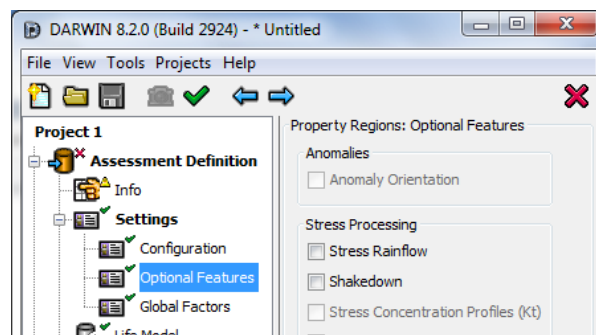 DARWIN 8.2.0 (Build 2924) - * Untitled
File View Tools Projects Help
Project 1
Assessment Definition
Info
Settings
Configuration
Optional Features
Global Factors
Life Model
Property Regions: Optional Features
Anomalies
Anomaly Orientation
Stress Processing
Stress Rainflow
Shakedown
Stress Concentration Profiles (Kt)